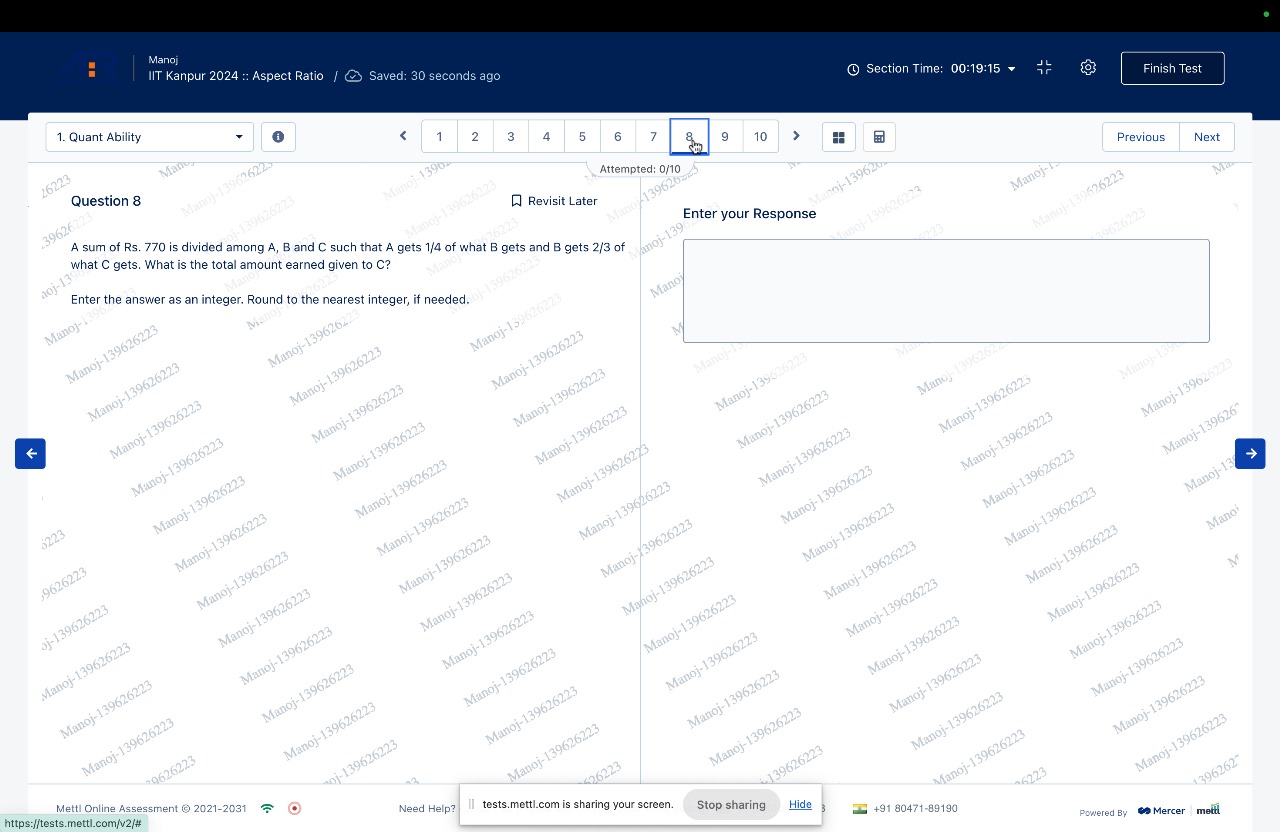 Manoj
IIT Kanpur 2024 :: Aspect Ratio / Saved: 30 seconds ago
Section Time: 00:19:15
Finish Test
1. Quant Ability
1 2 3 4 5 6 7 8 9 10
Previous Next
Attempted: 0/10
Question 8
Revisit Later
A sum of Rs. 770 is divided among A, B and C such that A gets 1/4 of what B gets and B gets 2/3 of
what C gets. What is the total amount earned given to C?
Enter the answer as an integer. Round to the nearest integer, if needed.
Enter your Response
Manoj-139626223
Mettl Online Assessment © 2021-2031
Need Help?
tests.mettl.com is sharing your screen.
Stop sharing
Hide
+91 80471-89190
Powered By Mercer mettl
https://tests.mettl.com/v2/#